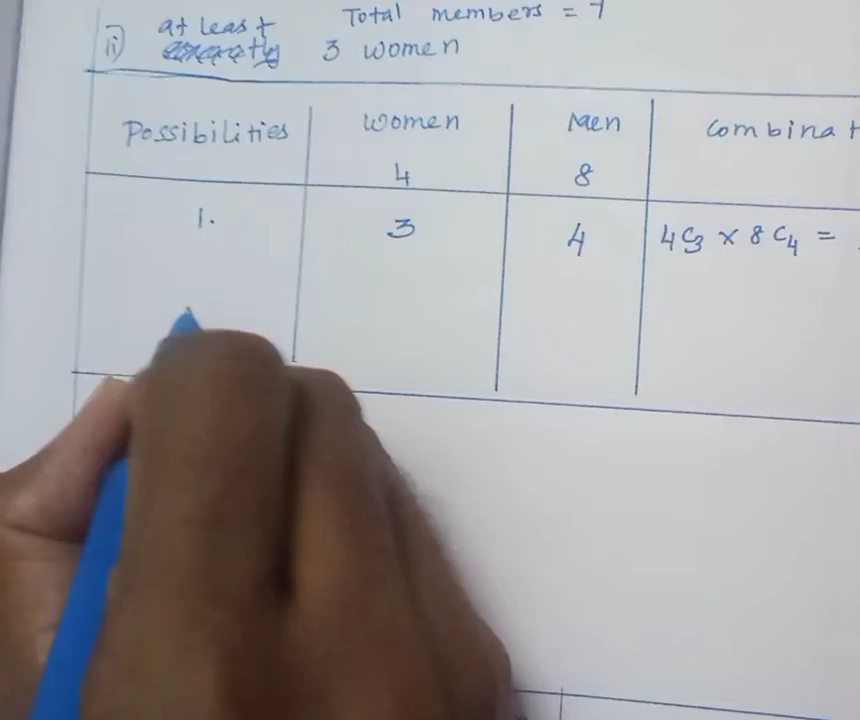 Total members = 7
ii) at least
3 women
Possibilities Women Men Combinat
4 8
1. 3 4 4C3 × 8C4 =